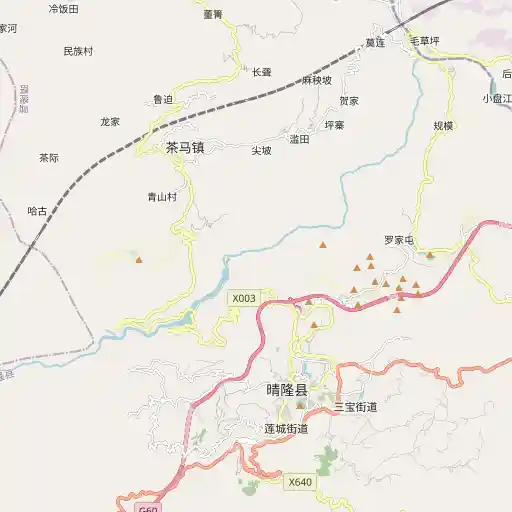 冷饭田
董箐
家河
民族村
莫连
毛草坪
长聋
麻秧坡
后
鲁迫
贺家
小盘江
龙家
坪寨
规模
滥田
茶马镇
尖坡
茶际
青山村
哈古
罗家屯
X003
晴隆县
三宝街道
莲城街道
X640
G60